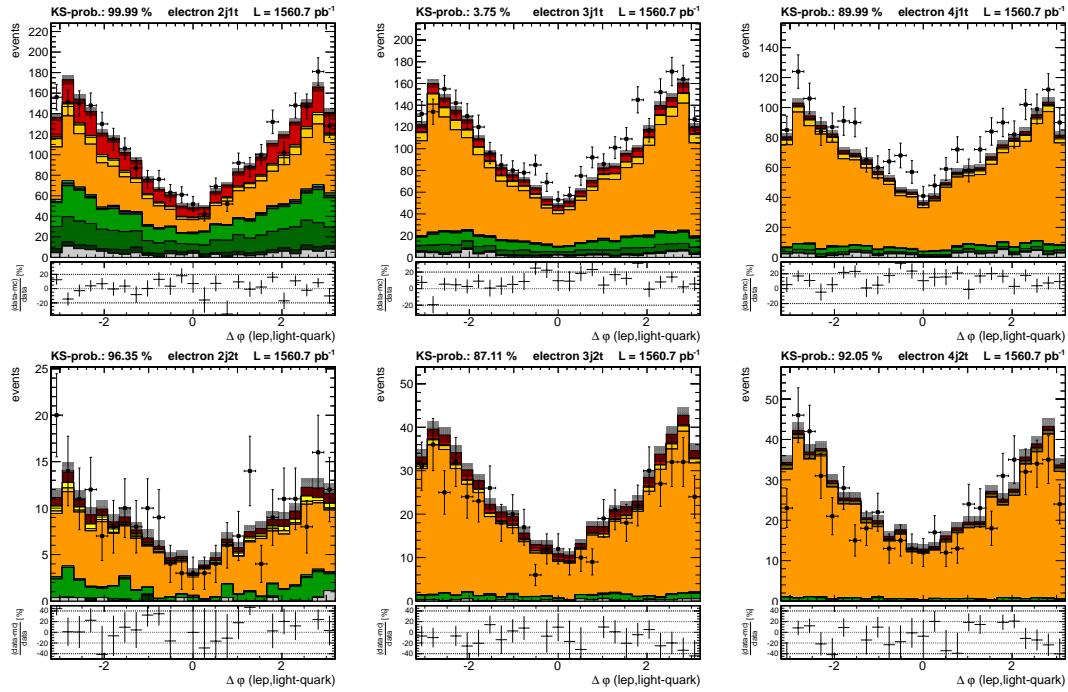 KS-prob.: 99.99 % electron 2j1t L = 1560.7 pb-1
events
220
200
180
160
140
120
100
80
60
40
20
0
(data-mc) / data [%]
20
0
-20
-2 0 2
Δ φ (lep,light-quark)
KS-prob.: 3.75 % electron 3j1t L = 1560.7 pb-1
events
200
180
160
140
120
100
80
60
40
20
0
(data-mc) / data [%]
20
0
-20
-2 0 2
Δ φ (lep,light-quark)
KS-prob.: 89.99 % electron 4j1t L = 1560.7 pb-1
events
140
120
100
80
60
40
20
0
(data-mc) / data [%]
20
0
-20
-2 0 2
Δ φ (lep,light-quark)
KS-prob.: 96.35 % electron 2j2t L = 1560.7 pb-1
events
25
20
15
10
5
0
(data-mc) / data [%]
40
20
0
-20
-40
-2 0 2
Δ φ (lep,light-quark)
KS-prob.: 87.11 % electron 3j2t L = 1560.7 pb-1
events
50
40
30
20
10
0
(data-mc) / data [%]
40
20
0
-20
-40
-2 0 2
Δ φ (lep,light-quark)
KS-prob.: 92.05 % electron 4j2t L = 1560.7 pb-1
events
50
40
30
20
10
0
(data-mc) / data [%]
40
20
0
-20
-40
-2 0 2
Δ φ (lep,light-quark)